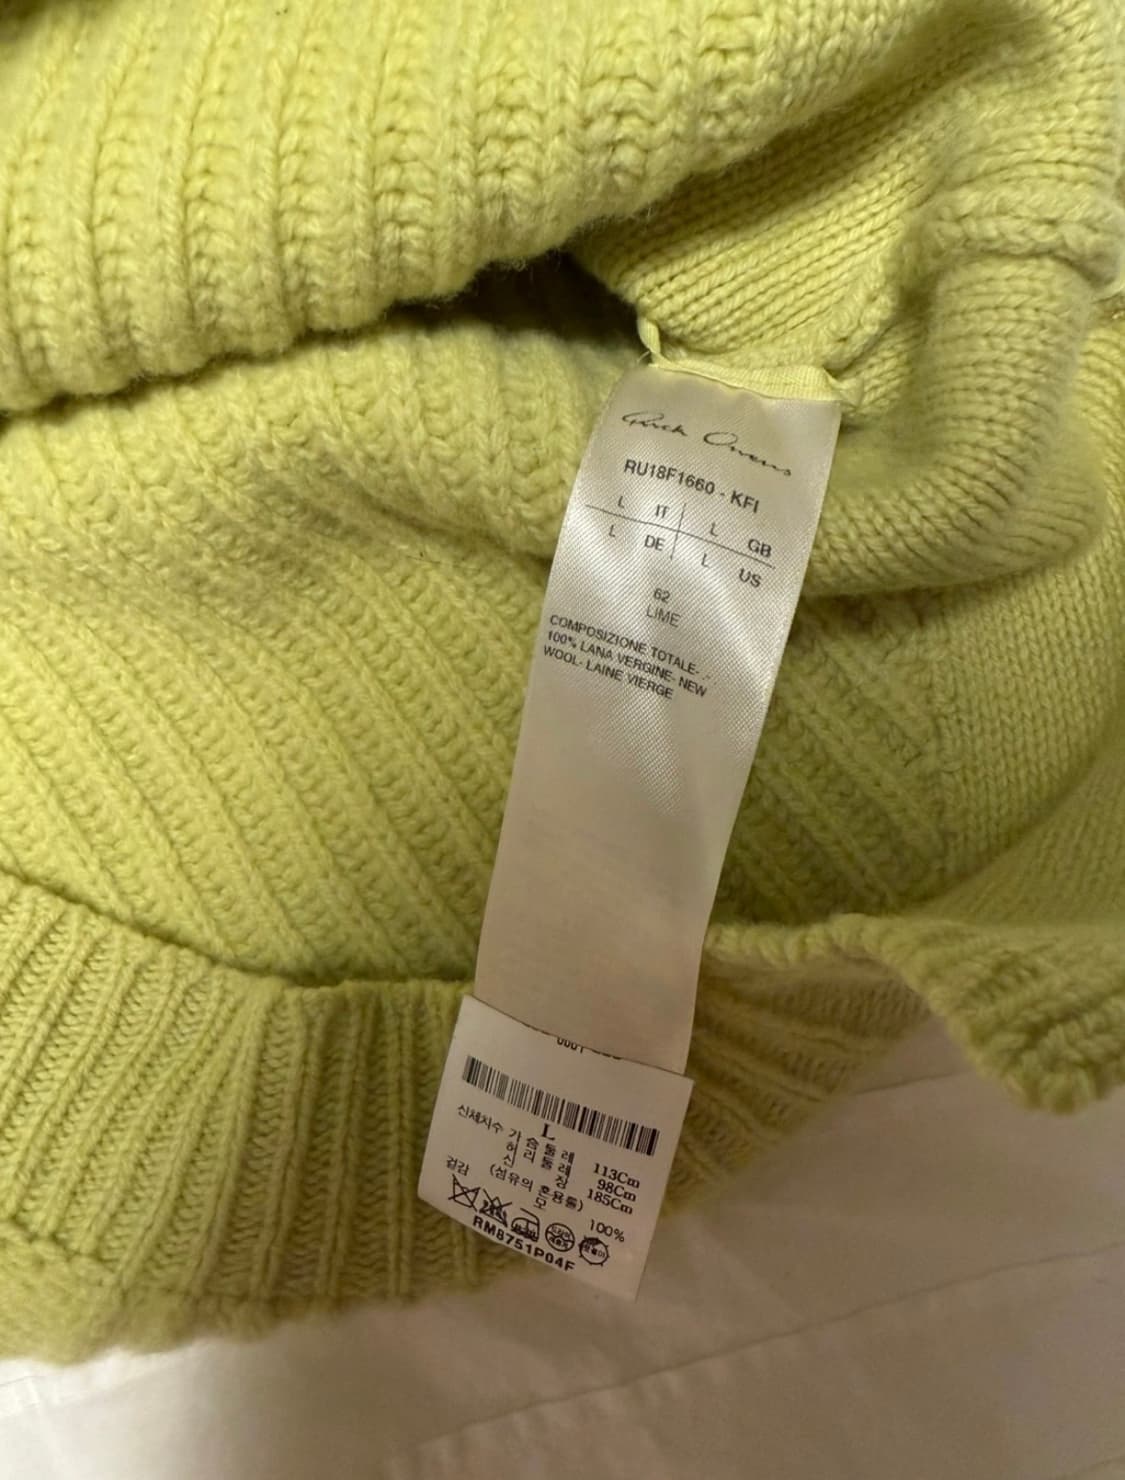 Rick Owens
RU18F1660 - KFI
L IT L GB
L DE L US
62
LIME
COMPOSIZIONE TOTALE- -
100% LANA VERGINE- NEW
WOOL- LAINE VIERGE
L
신체치수 가슴둘레 113Cm
허리둘레 98Cm
신장 185Cm
겉감 (섬유의 혼용률)
모 100%
RM8751P04F